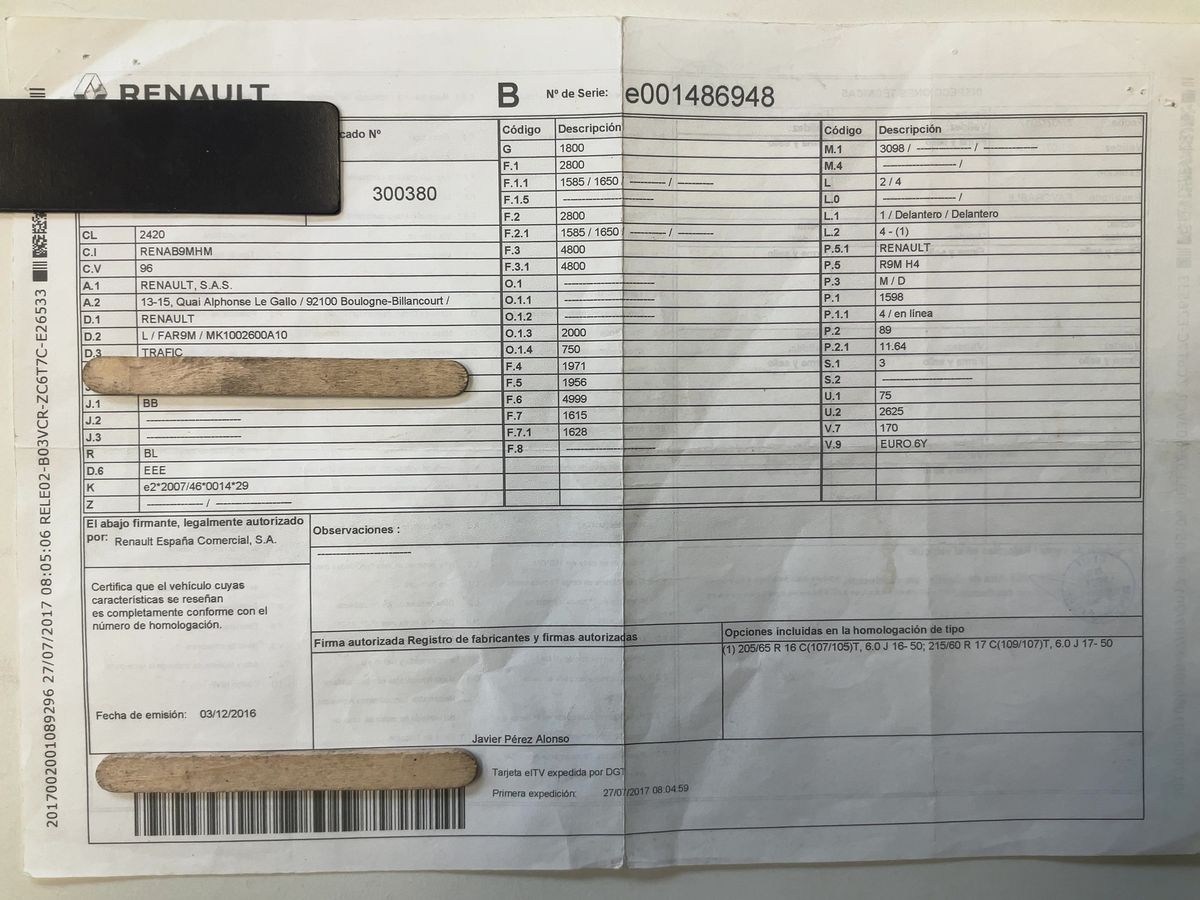 RENAULT
B Nº de Serie: e001486948
cado Nº
300380
CL 2420
C.I RENAB9MHM
C.V 96
A.1 RENAULT, S.A.S.
A.2 13-15, Quai Alphonse Le Gallo / 92100 Boulogne-Billancourt /
D.1 RENAULT
D.2 L / FAR9M / MK1002600A10
D.3 TRAFIC
J.1 BB
J.2 --------------------------
J.3 --------------------------
R BL
D.6 EEE
K e2*2007/46*0014*29
Z --------------- / --------------------
Código Descripción
G 1800
F.1 2800
F.1.1 1585 / 1650 / ---------- / ----------
F.1.5 -------------------------
F.2 2800
F.2.1 1585 / 1650 / ---------- / ----------
F.3 4800
F.3.1 4800
O.1 -------------------------
O.1.1 -------------------------
O.1.2 -------------------------
O.1.3 2000
O.1.4 750
F.4 1971
F.5 1956
F.6 4999
F.7 1615
F.7.1 1628
F.8 -------------------------
Código Descripción
M.1 3098 / --------------- / ---------------
M.4 -------------------- /
L 2 / 4
L.0 -------------------- /
L.1 1 / Delantero / Delantero
L.2 4 - (1)
P.5.1 RENAULT
P.5 R9M H4
P.3 M / D
P.1 1598
P.1.1 4 / en linea
P.2 89
P.2.1 11.64
S.1 3
S.2 -------------------------
U.1 75
U.2 2625
V.7 170
V.9 EURO 6Y
El abajo firmante, legalmente autorizado
por: Renault España Comercial, S.A.
Certifica que el vehículo cuyas
características se reseñan
es completamente conforme con el
número de homologación.
Fecha de emisión: 03/12/2016
Observaciones :
--------------------------
Firma autorizada Registro de fabricantes y firmas autorizadas
Javier Pérez Alonso
Opciones incluidas en la homologación de tipo
(1) 205/65 R 16 C(107/105)T, 6.0 J 16- 50; 215/60 R 17 C(109/107)T, 6.0 J 17- 50
Tarjeta eITV expedida por DGT
Primera expedición: 27/07/2017 08:04:59
201700200108929​6 27/07/2017 08:05:06 RELE02-B03VCR-ZC6T7C-E26533